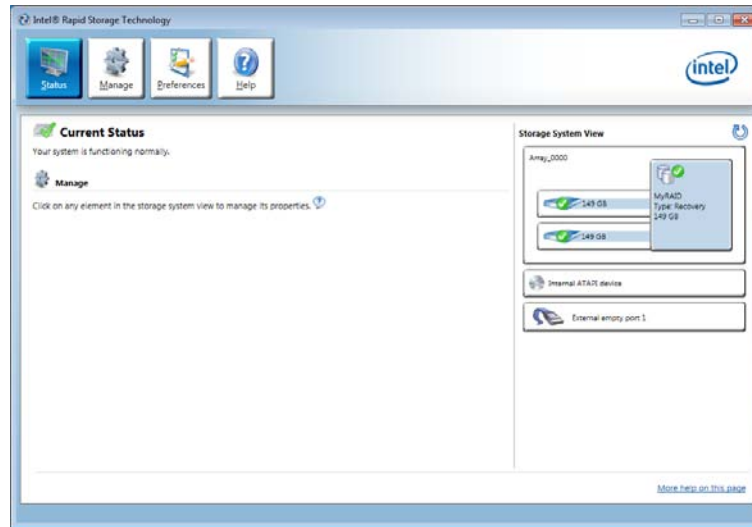 Intel® Rapid Storage Technology
Status
Manage
Preferences
Help
intel
Current Status
Your system is functioning normally.
Manage
Click on any element in the storage system view to manage its properties.
Storage System View
Array_0000
149 GB
149 GB
MyRAID
Type: Recovery
149 GB
Internal ATAPI device
External empty port 1
More help on this page